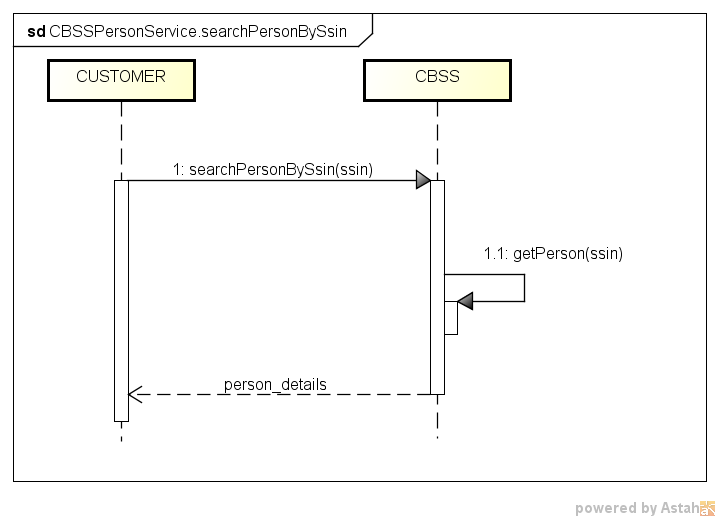 sd CBSSPersonService.searchPersonBySsin
CUSTOMER
CBSS
1: searchPersonBySsin(ssin)
1.1: getPerson(ssin)
person_details
powered by Astah